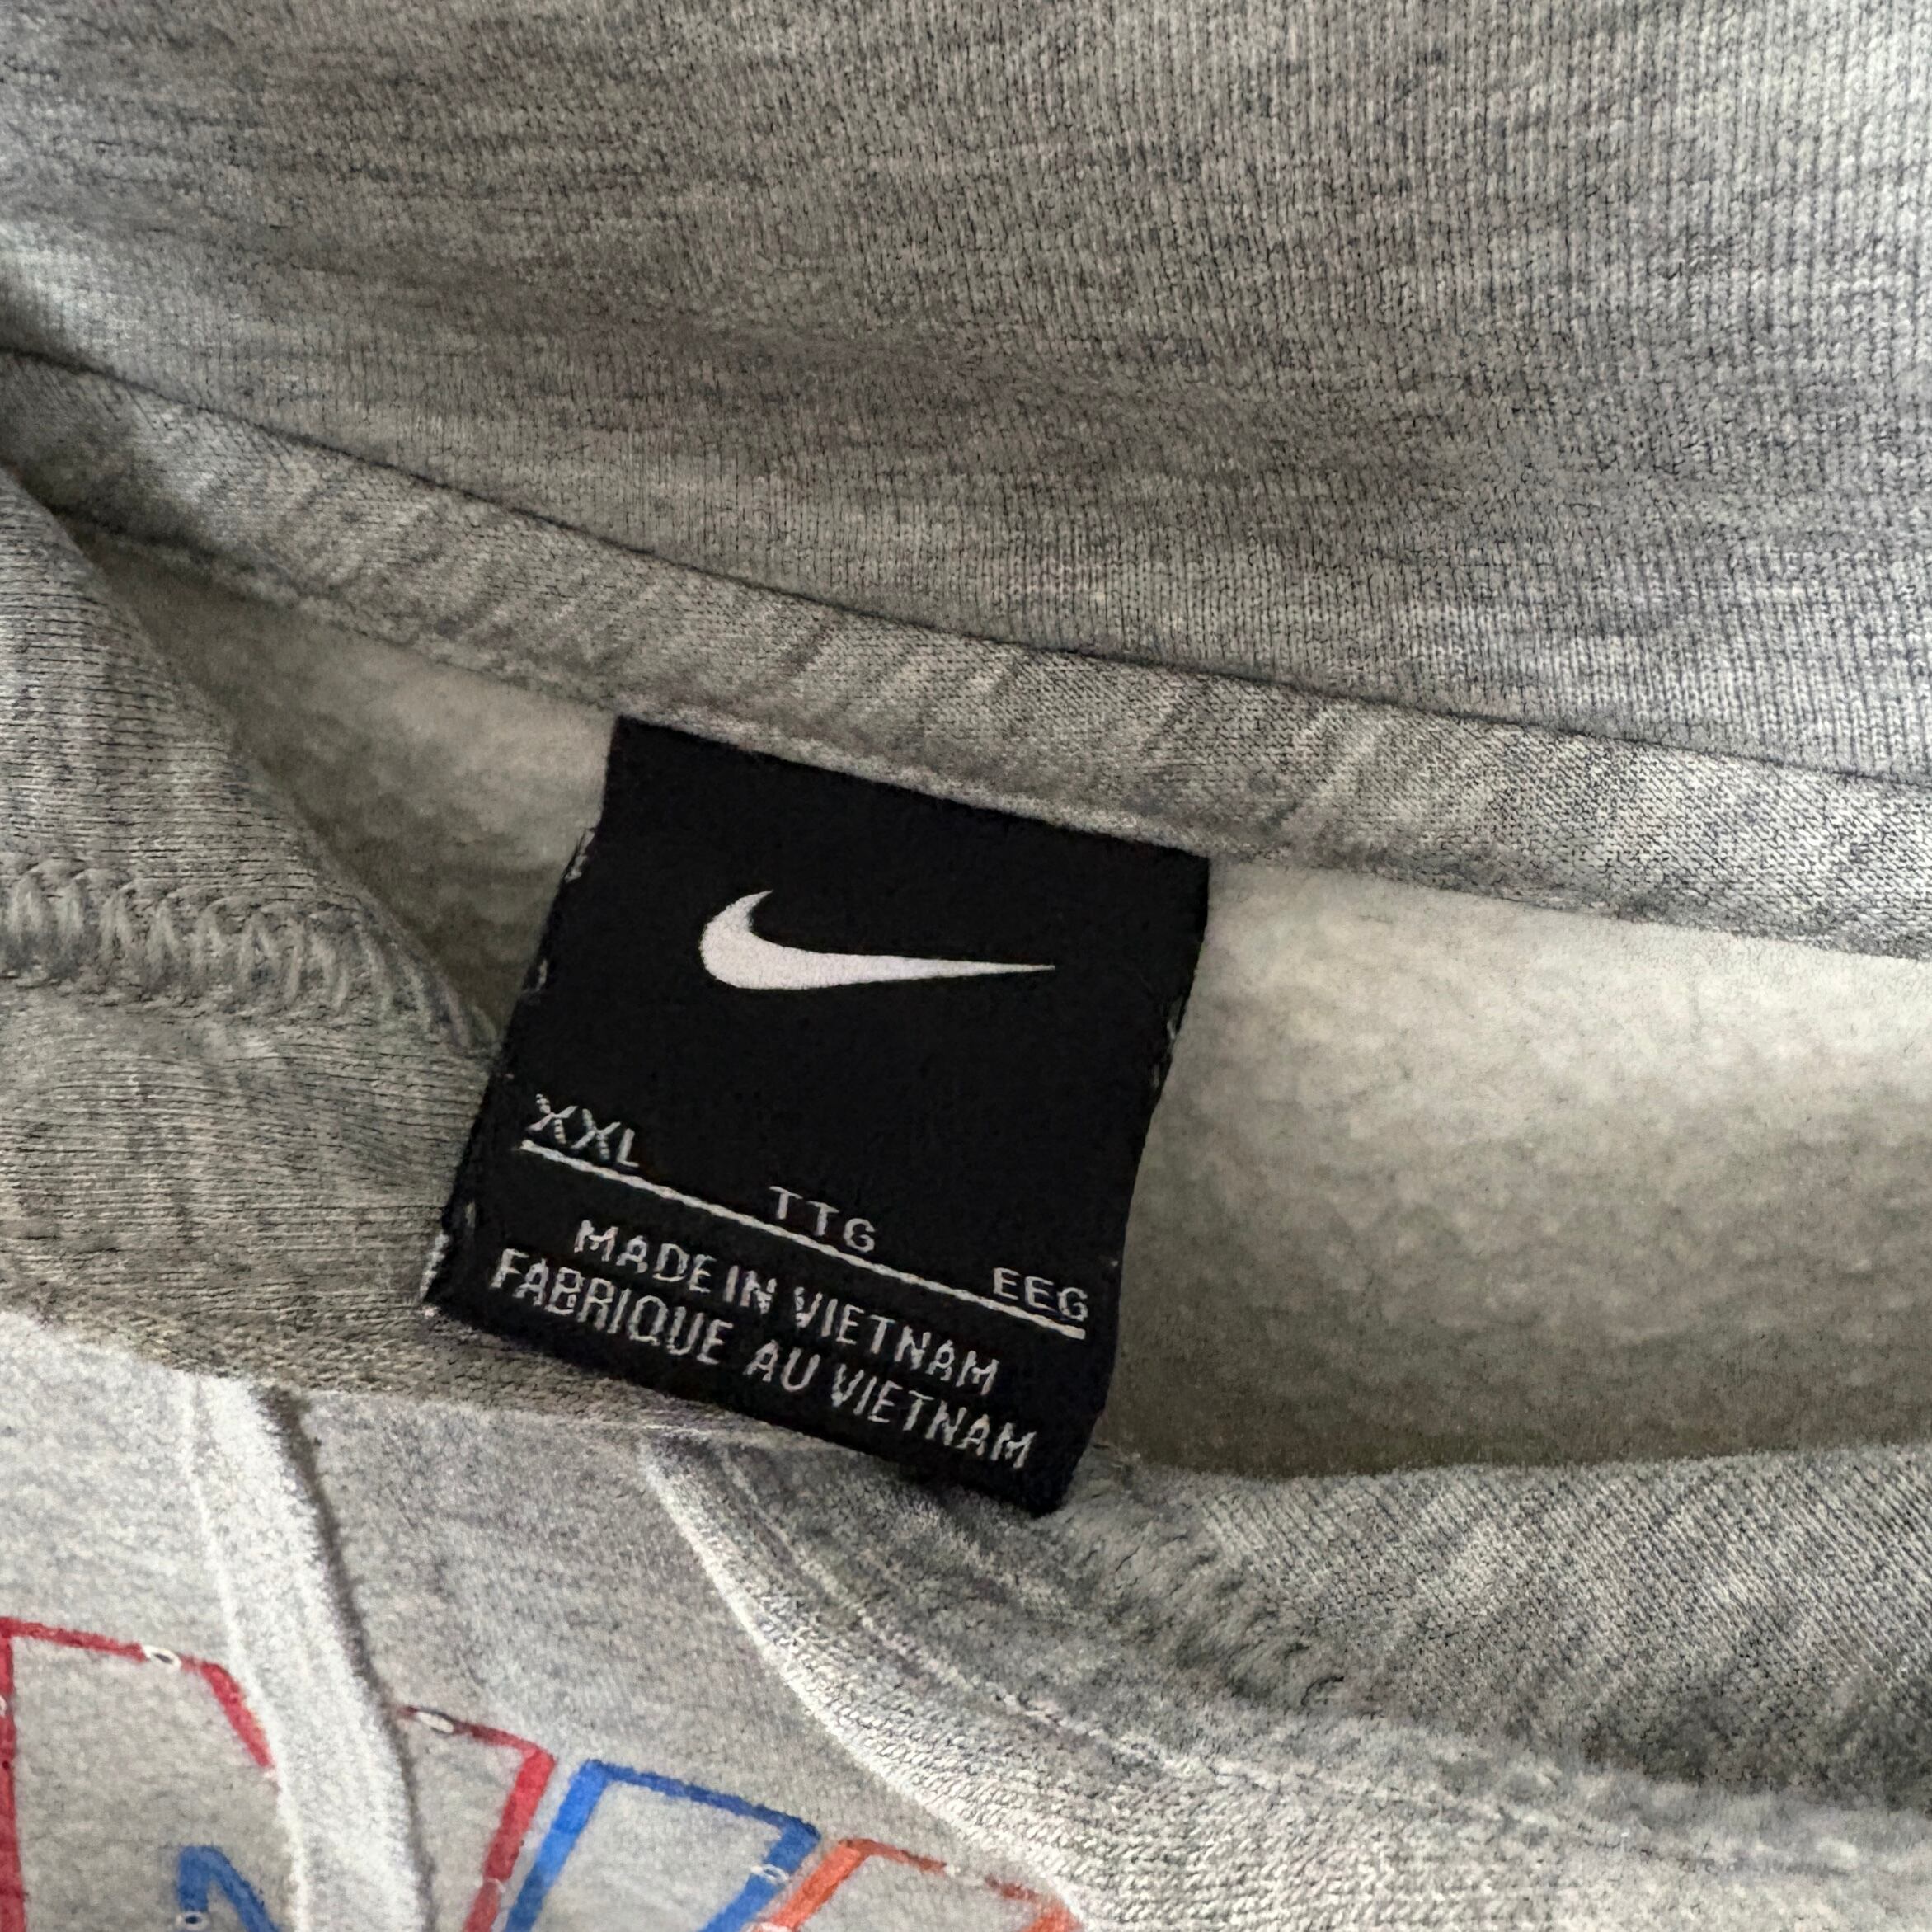 XXL TTG EEG
MADE IN VIETNAM
FABRIQUE AU VIETNAM